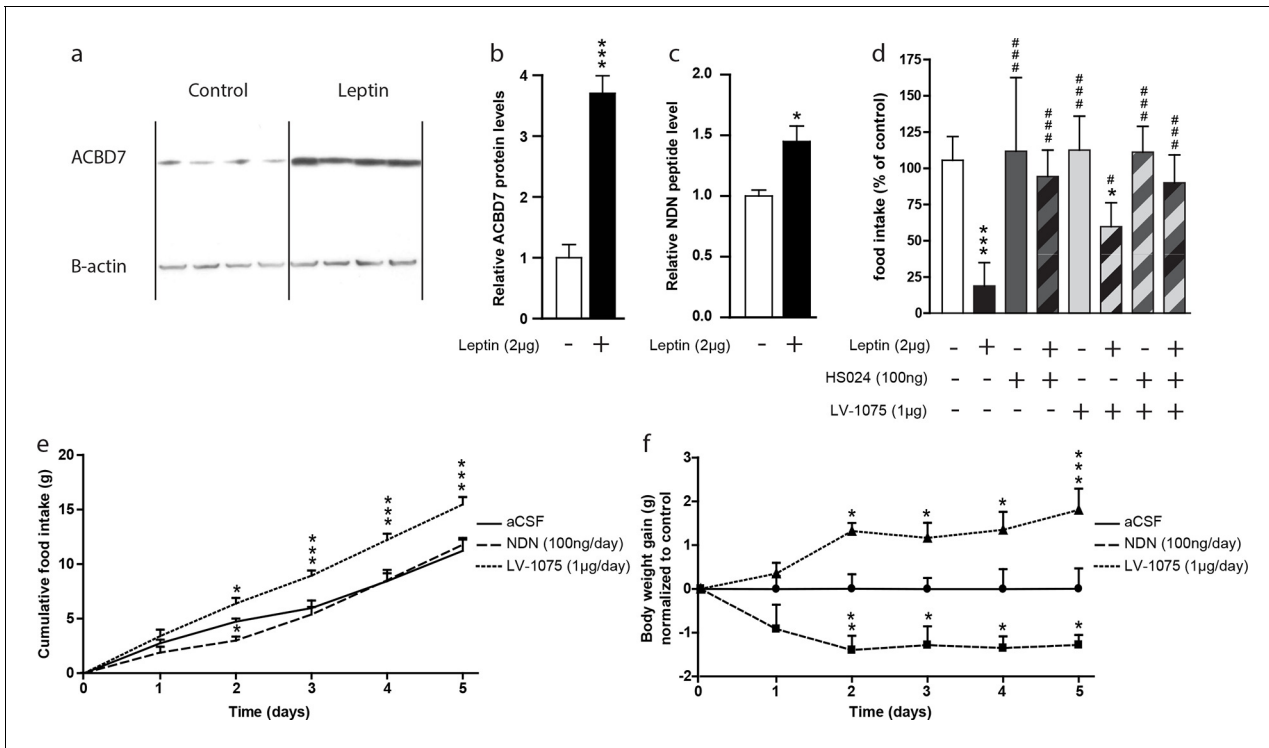 a
Control
Leptin
ACBD7
B-actin
b
***
Relative ACBD7 protein levels
4
3
2
1
0
Leptin (2µg)
- +
c
*
Relative NDN peptide level
2.0
1.5
1.0
0.5
0.0
Leptin (2µg)
- +
d
food intake (% of control)
175
150
125
100
75
50
25
0
***
###
###
###
#
*
###
###
Leptin (2µg) - + - + - + - +
HS024 (100ng) - - + + - - + +
LV-1075 (1µg) - - - - + + + +
e
Cumulative food intake (g)
20
15
10
5
0
* *** *** ***
*
0 1 2 3 4 5
Time (days)
aCSF
NDN (100ng/day)
LV-1075 (1µg/day)
f
Body weight gain (g)
normalized to control
3
2
1
0
-1
-2
* * * ***
** * * *
0 1 2 3 4 5
Time (days)
aCSF
NDN (100ng/day)
LV-1075 (1µg/day)